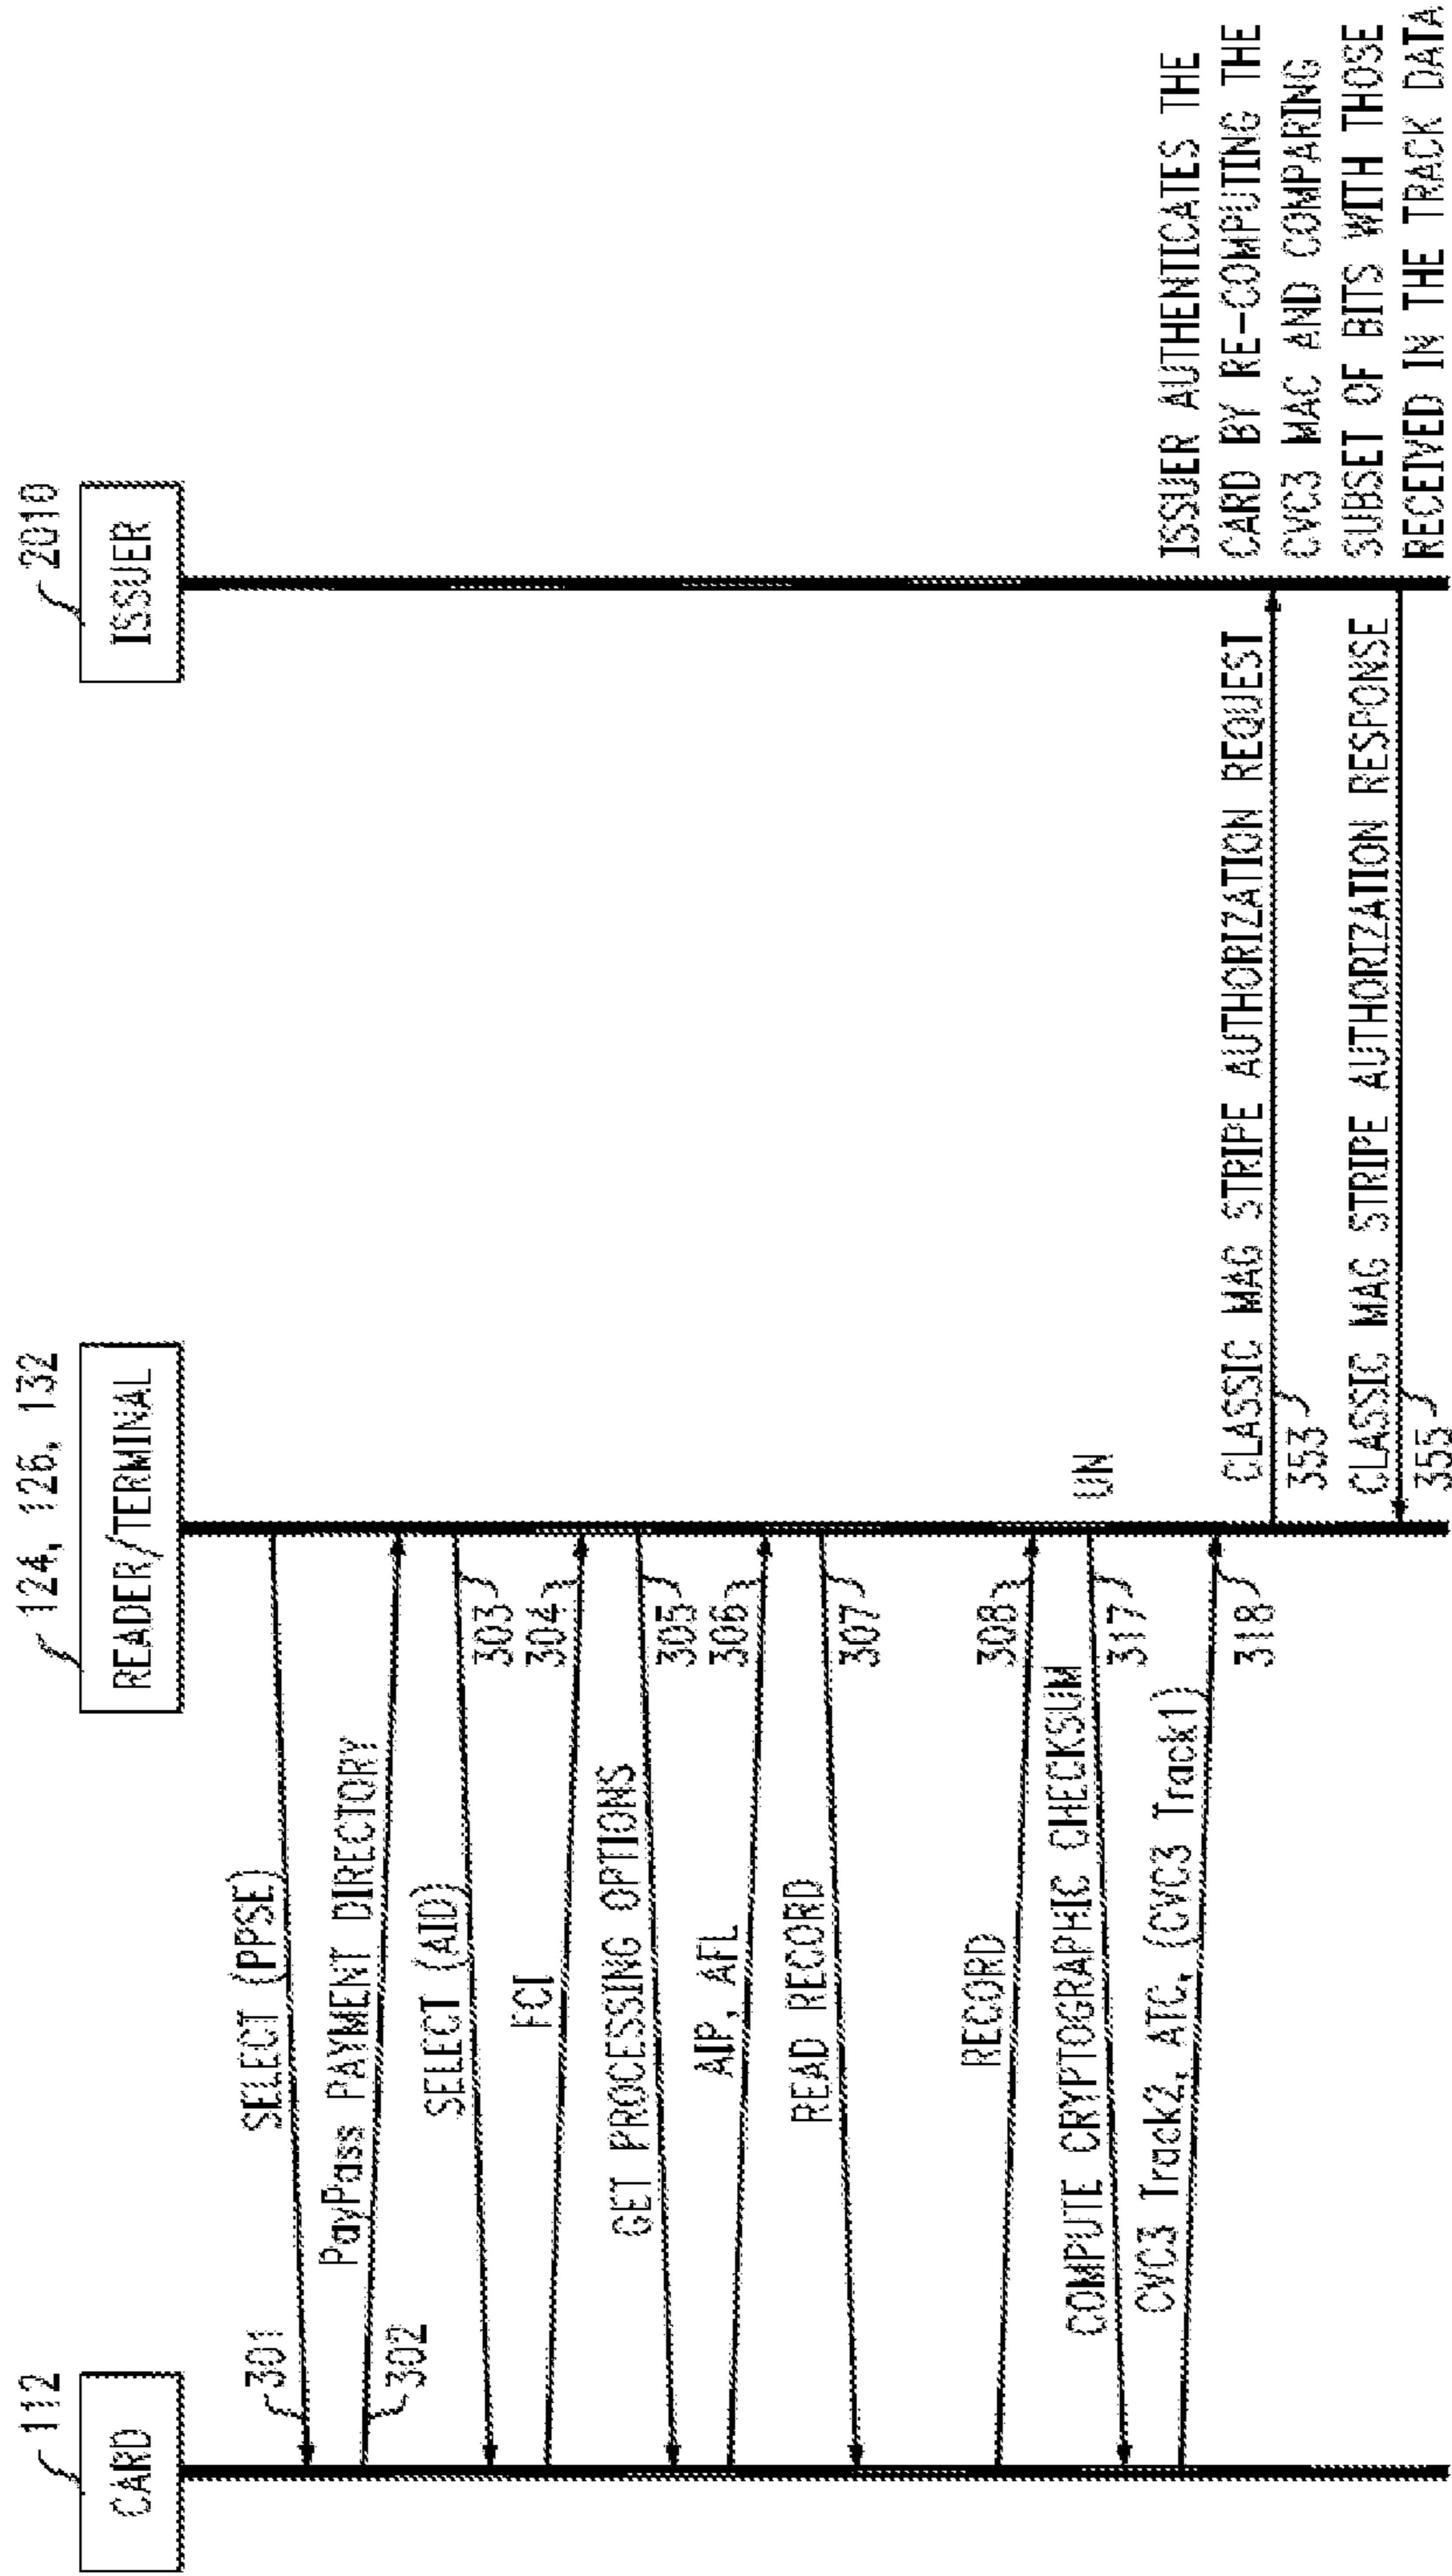 CARD
112
READER/TERMINAL
124, 126, 132
ISSUER
2010
SELECT (PPSE)
301
PayPass PAYMENT DIRECTORY
302
SELECT (AID)
303
FCI
304
GET PROCESSING OPTIONS
305
AIP, AFL
306
READ RECORD
307
RECORD
308
COMPUTE CRYPTOGRAPHIC CHECKSUM
UN
317
CVC3 Track2, ATC, (CVC3 Track1)
318
CLASSIC MAG STRIPE AUTHORIZATION REQUEST
353
CLASSIC MAG STRIPE AUTHORIZATION RESPONSE
355
ISSUER AUTHENTICATES THE
CARD BY RE-COMPUTING THE
CVC3 MAC AND COMPARING
SUBSET OF BITS WITH THOSE
RECEIVED IN THE TRACK DATA